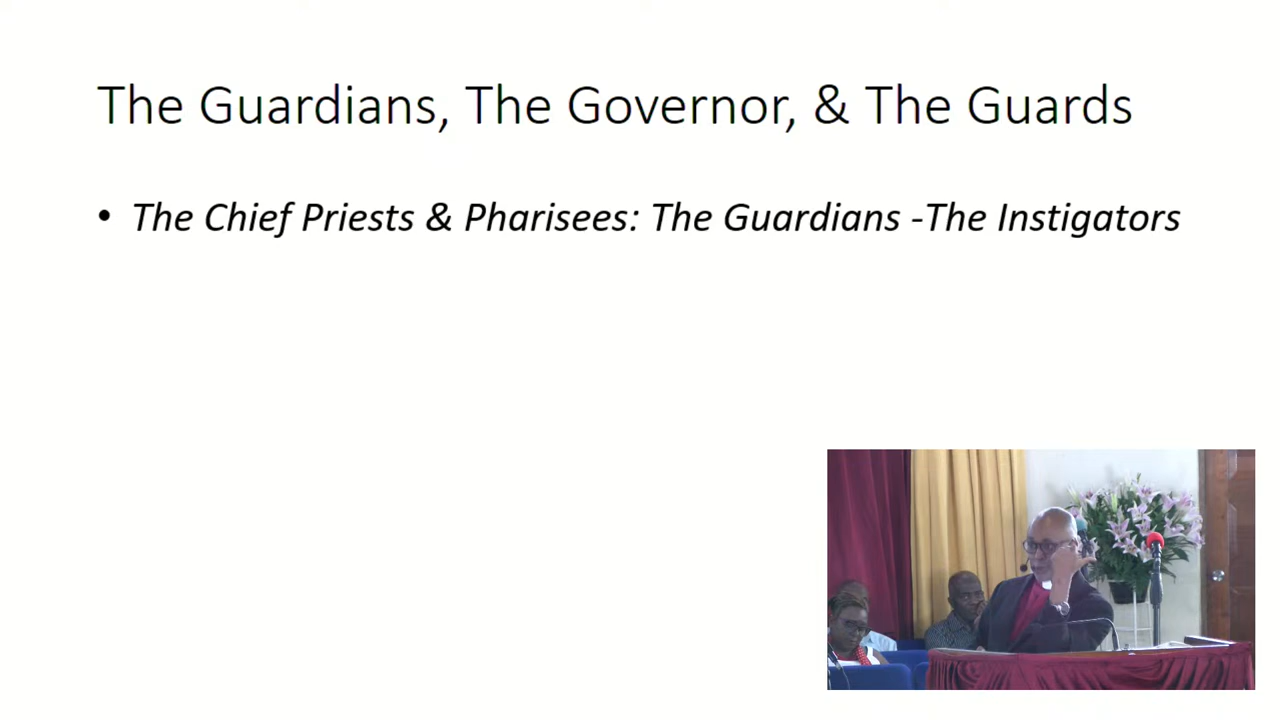 The Guardians, The Governor, & The Guards
• The Chief Priests & Pharisees: The Guardians -The Instigators